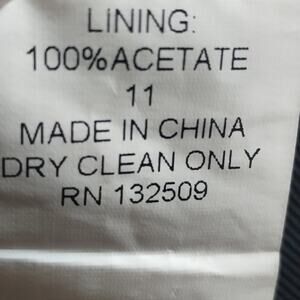 LINING:
100%ACETATE
11
MADE IN CHINA
DRY CLEAN ONLY
RN 132509